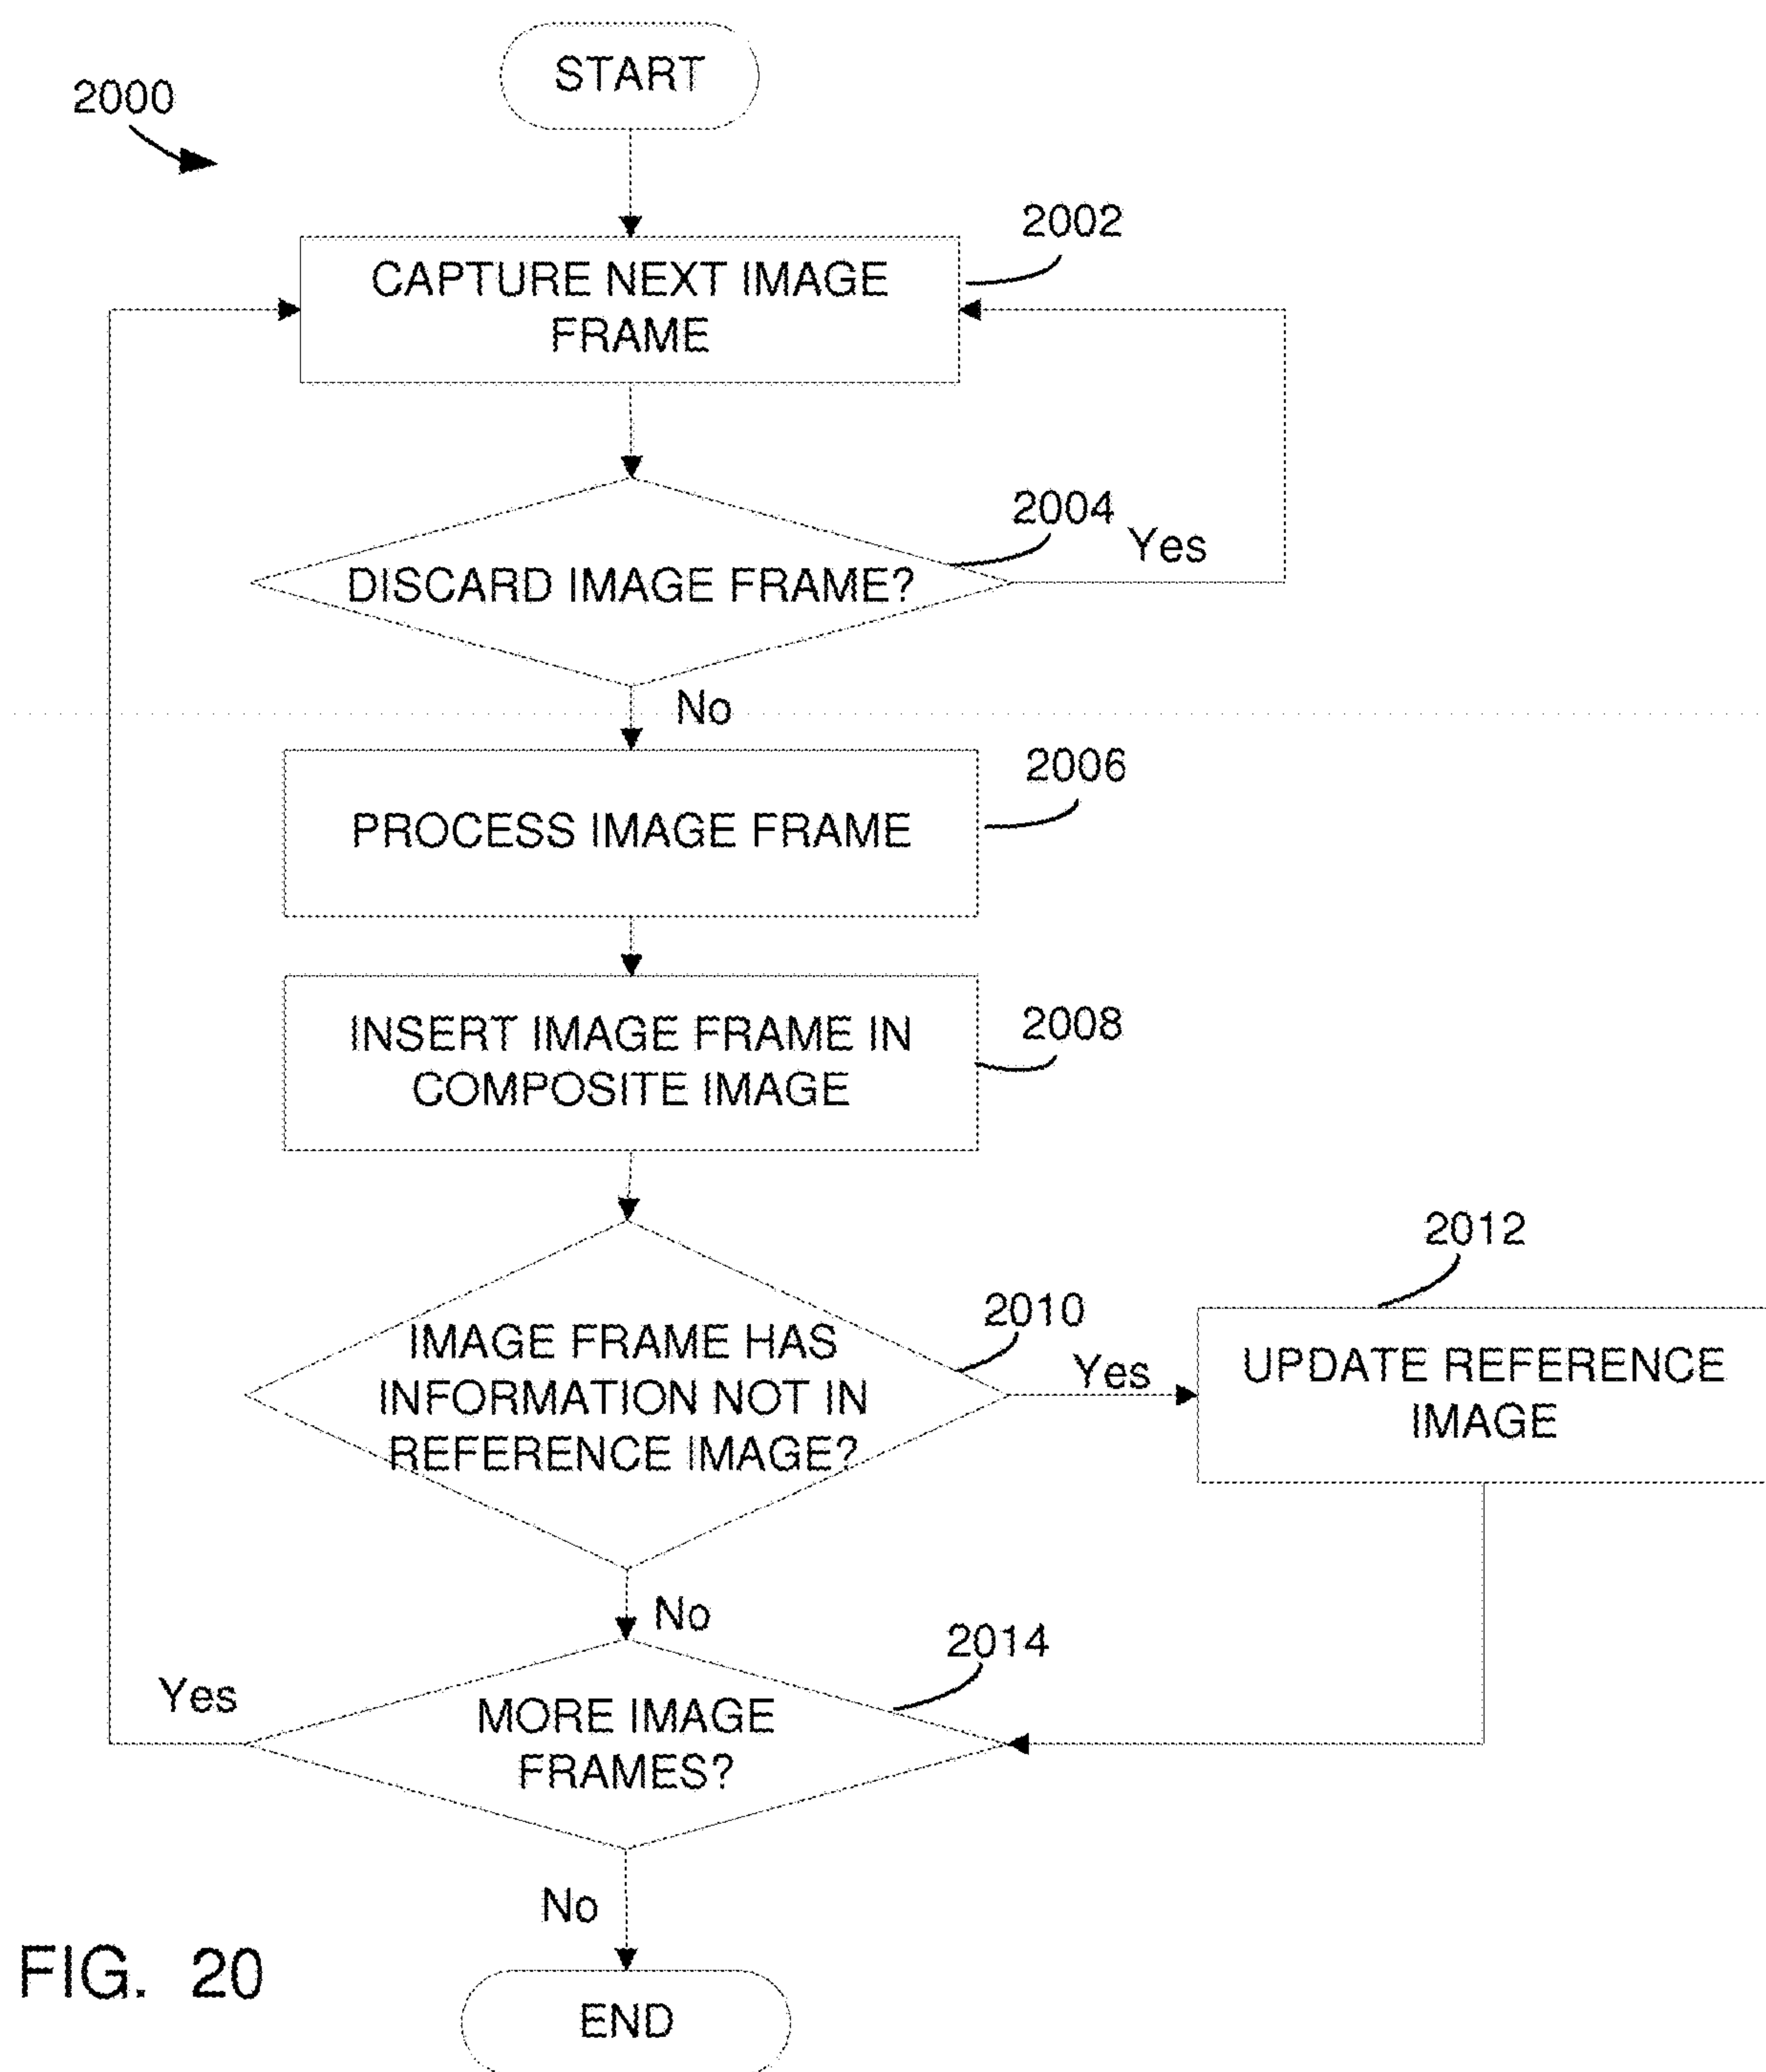 START
2000
2002
CAPTURE NEXT IMAGE
FRAME
2004
Yes
DISCARD IMAGE FRAME?
No
2006
PROCESS IMAGE FRAME
2008
INSERT IMAGE FRAME IN
COMPOSITE IMAGE
2012
2010
IMAGE FRAME HAS
INFORMATION NOT IN
REFERENCE IMAGE?
Yes
UPDATE REFERENCE
IMAGE
No
2014
Yes
MORE IMAGE
FRAMES?
No
FIG. 20
END